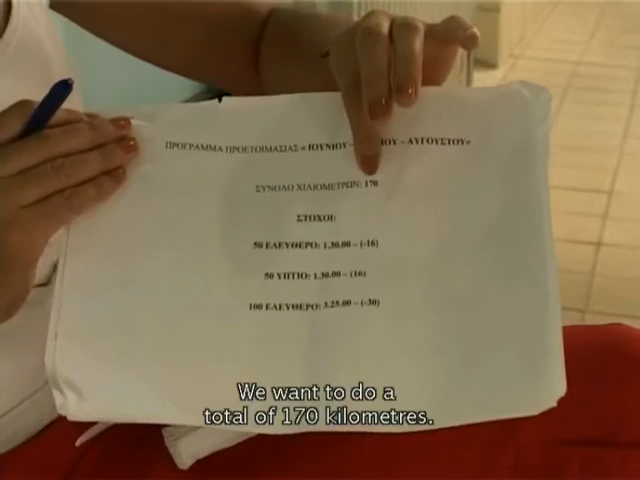 ΠΡΟΓΡΑΜΜΑ ΠΡΟΕΤΟΙΜΑΣΙΑΣ « ΙΟΥΝΙΟΥ – ΙΟΥ – ΑΥΓΟΥΣΤΟΥ»
ΣΥΝΟΛΟ ΧΙΛΙΟΜΕΤΡΩΝ: 170
ΣΤΟΧΟΙ:
50 ΕΛΕΥΘΕΡΟ: 1.30.00 – (-16)
50 ΥΠΤΙΟ: 1.30.00 – (16)
100 ΕΛΕΥΘΕΡΟ: 3.25.00 – (-30)
We want to do a
total of 170 kilometres.